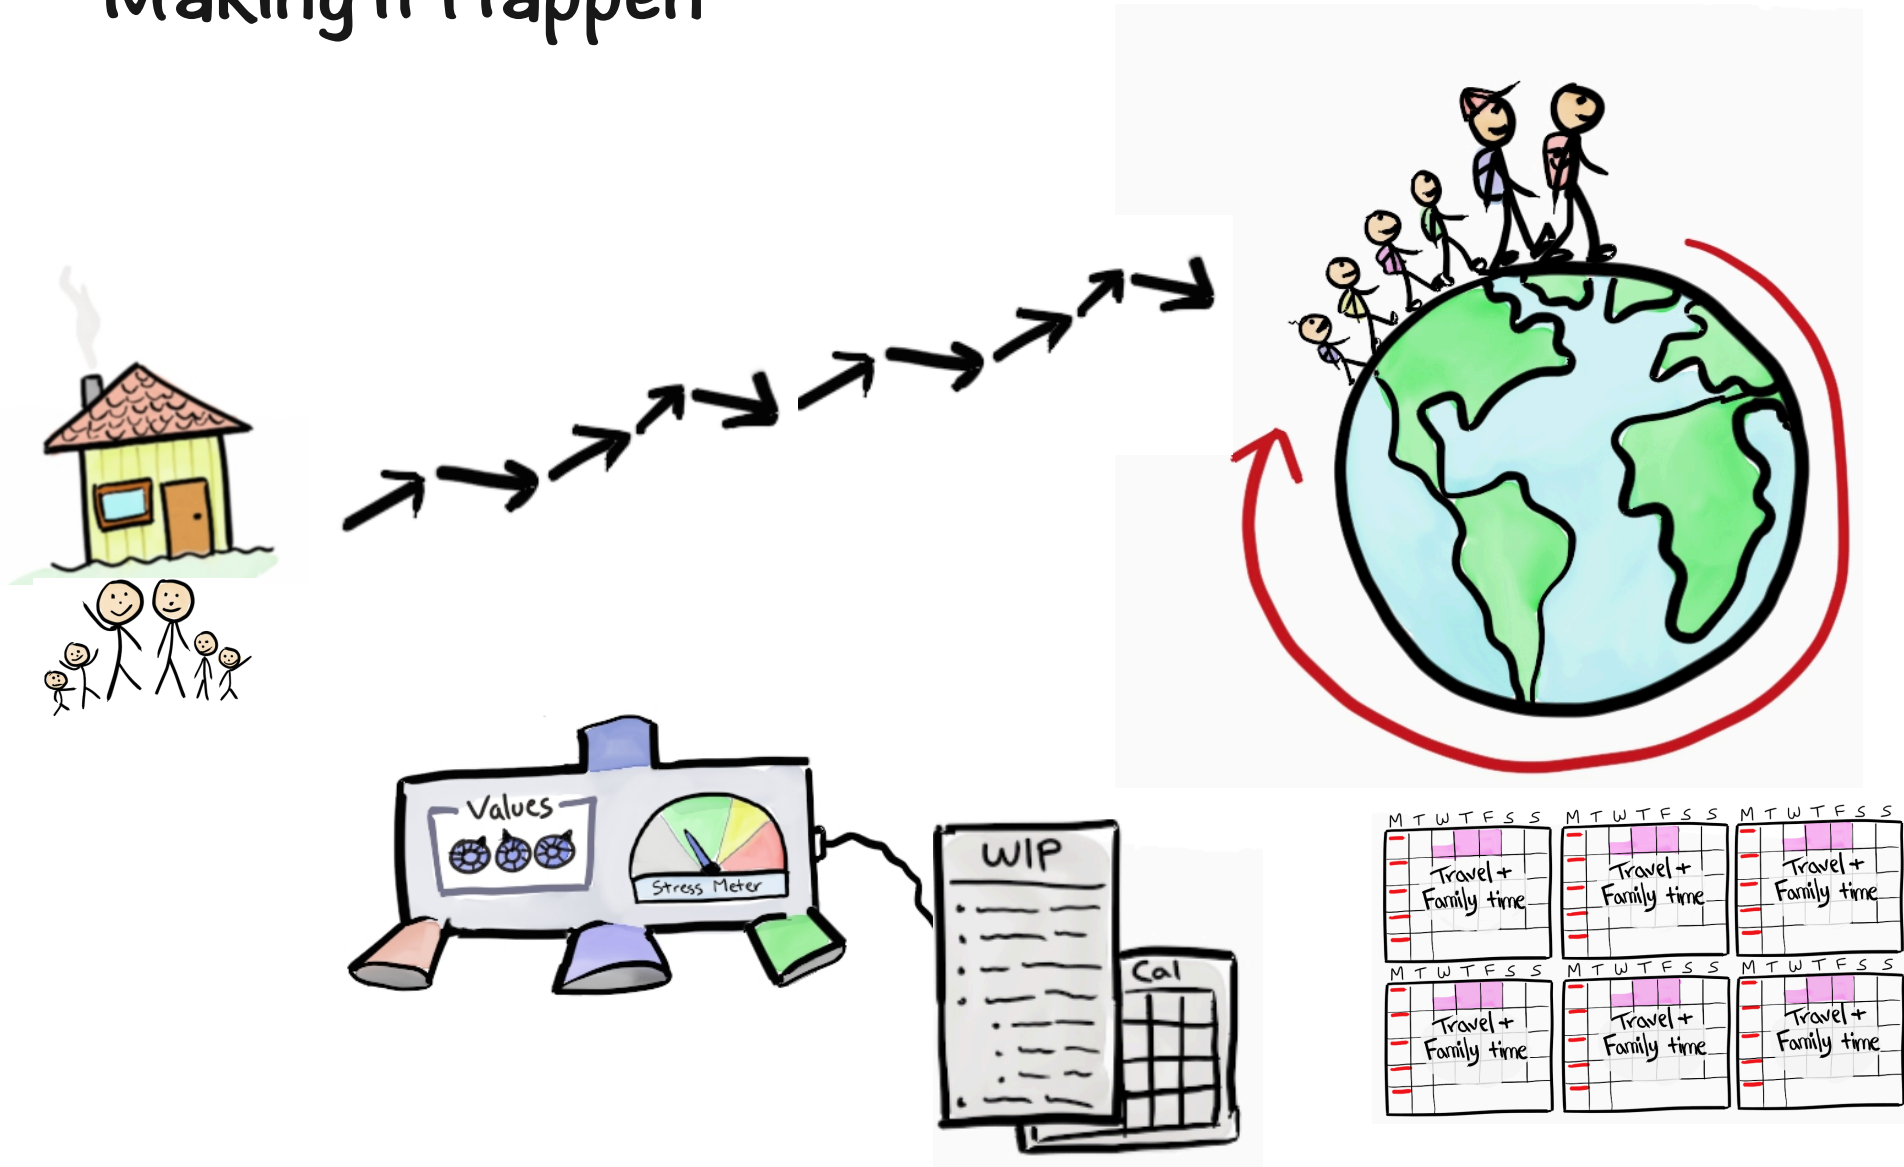 Making it Happen
Values
Stress Meter
WIP
Cal
M T W T F S S
Travel +
Family time
M T W T F S S
Travel +
Family time
M T W T F S S
Travel +
Family time
M T W T F S S
Travel +
Family time
M T W T F S S
Travel +
Family time
M T W T F S S
Travel +
Family time